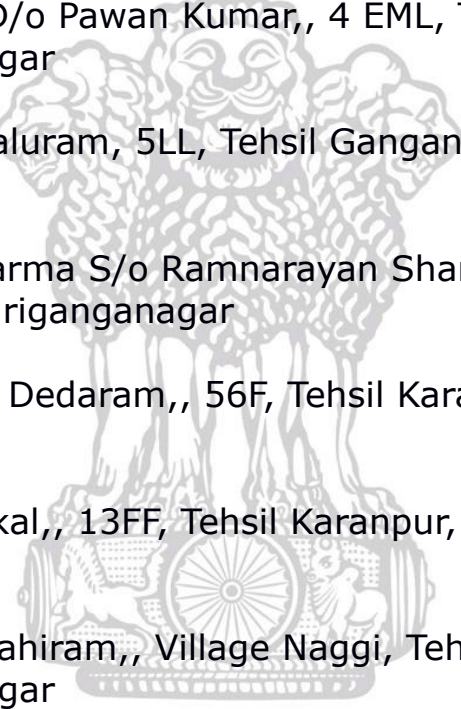 D/o Pawan Kumar,, 4 EML, T
gar
aluram, 5LL, Tehsil Gangan
arma S/o Ramnarayan Shar
riganganagar
Dedaram,, 56F, Tehsil Kara
kal,, 13FF, Tehsil Karanpur,
ahiram,, Village Naggi, Teh
gar